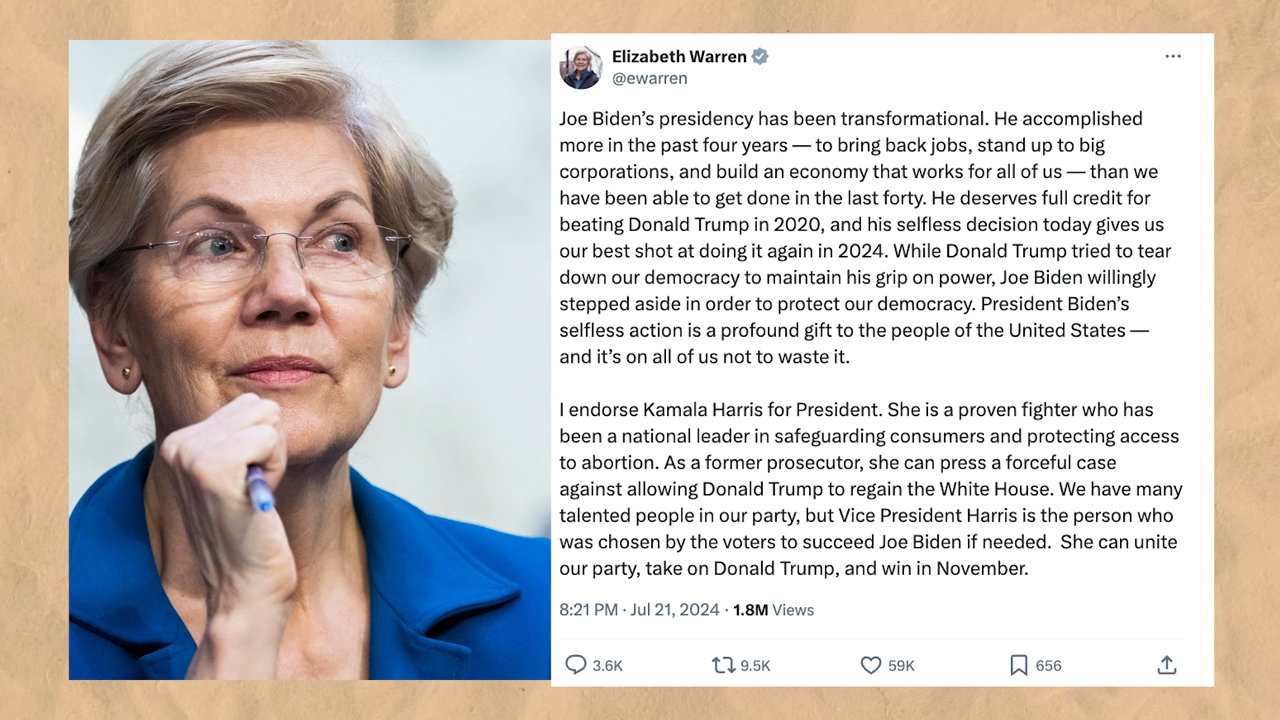 Elizabeth Warren
@ewarren
Joe Biden’s presidency has been transformational. He accomplished
more in the past four years — to bring back jobs, stand up to big
corporations, and build an economy that works for all of us — than we
have been able to get done in the last forty. He deserves full credit for
beating Donald Trump in 2020, and his selfless decision today gives us
our best shot at doing it again in 2024. While Donald Trump tried to tear
down our democracy to maintain his grip on power, Joe Biden willingly
stepped aside in order to protect our democracy. President Biden’s
selfless action is a profound gift to the people of the United States —
and it’s on all of us not to waste it.
I endorse Kamala Harris for President. She is a proven fighter who has
been a national leader in safeguarding consumers and protecting access
to abortion. As a former prosecutor, she can press a forceful case
against allowing Donald Trump to regain the White House. We have many
talented people in our party, but Vice President Harris is the person who
was chosen by the voters to succeed Joe Biden if needed.  She can unite
our party, take on Donald Trump, and win in November.
8:21 PM · Jul 21, 2024 · 1.8M Views
3.6K 9.5K 59K 656